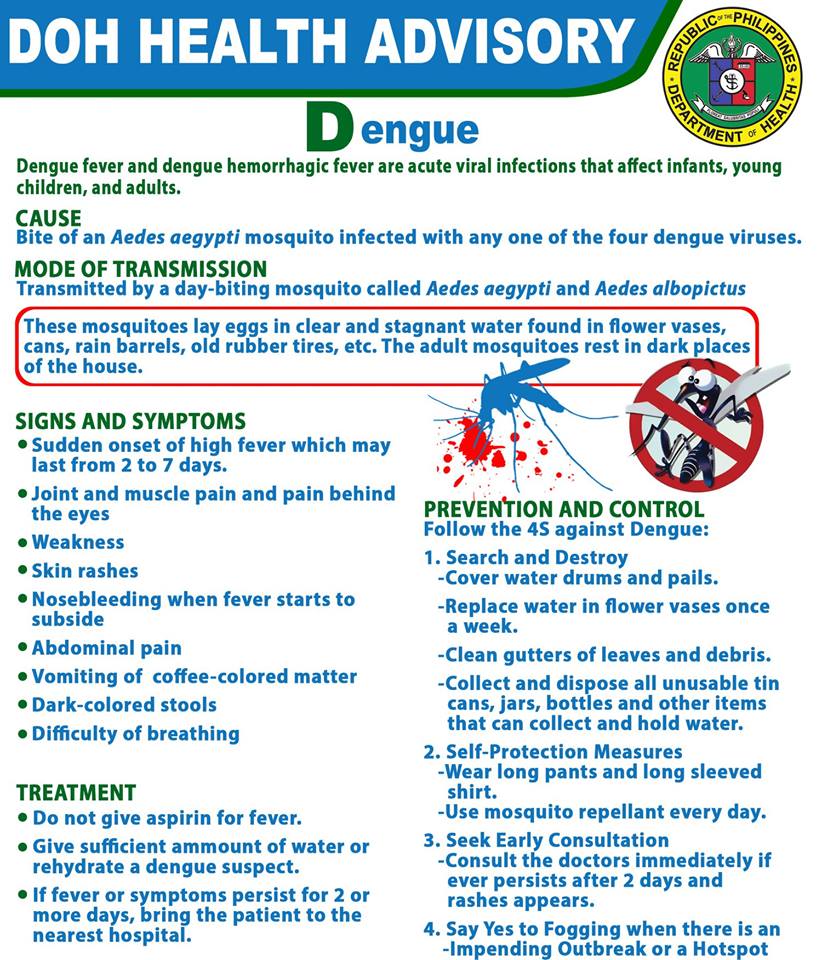 DOH HEALTH ADVISORY
REPUBLIC OF THE PHILIPPINES
DEPARTMENT OF HEALTH
Dengue
Dengue fever and dengue hemorrhagic fever are acute viral infections that affect infants, young
children, and adults.
CAUSE
Bite of an Aedes aegypti mosquito infected with any one of the four dengue viruses.
MODE OF TRANSMISSION
Transmitted by a day-biting mosquito called Aedes aegypti and Aedes albopictus
These mosquitoes lay eggs in clear and stagnant water found in flower vases,
cans, rain barrels, old rubber tires, etc. The adult mosquitoes rest in dark places
of the house.
SIGNS AND SYMPTOMS
• Sudden onset of high fever which may
last from 2 to 7 days.
• Joint and muscle pain and pain behind
the eyes
• Weakness
• Skin rashes
• Nosebleeding when fever starts to
subside
• Abdominal pain
• Vomiting of coffee-colored matter
• Dark-colored stools
• Difficulty of breathing
TREATMENT
• Do not give aspirin for fever.
• Give sufficient ammount of water or
rehydrate a dengue suspect.
• If fever or symptoms persist for 2 or
more days, bring the patient to the
nearest hospital.
PREVENTION AND CONTROL
Follow the 4S against Dengue:
1. Search and Destroy
-Cover water drums and pails.
-Replace water in flower vases once
a week.
-Clean gutters of leaves and debris.
-Collect and dispose all unusable tin
cans, jars, bottles and other items
that can collect and hold water.
2. Self-Protection Measures
-Wear long pants and long sleeved
shirt.
-Use mosquito repellant every day.
3. Seek Early Consultation
-Consult the doctors immediately if
ever persists after 2 days and
rashes appears.
4. Say Yes to Fogging when there is an
-Impending Outbreak or a Hotspot